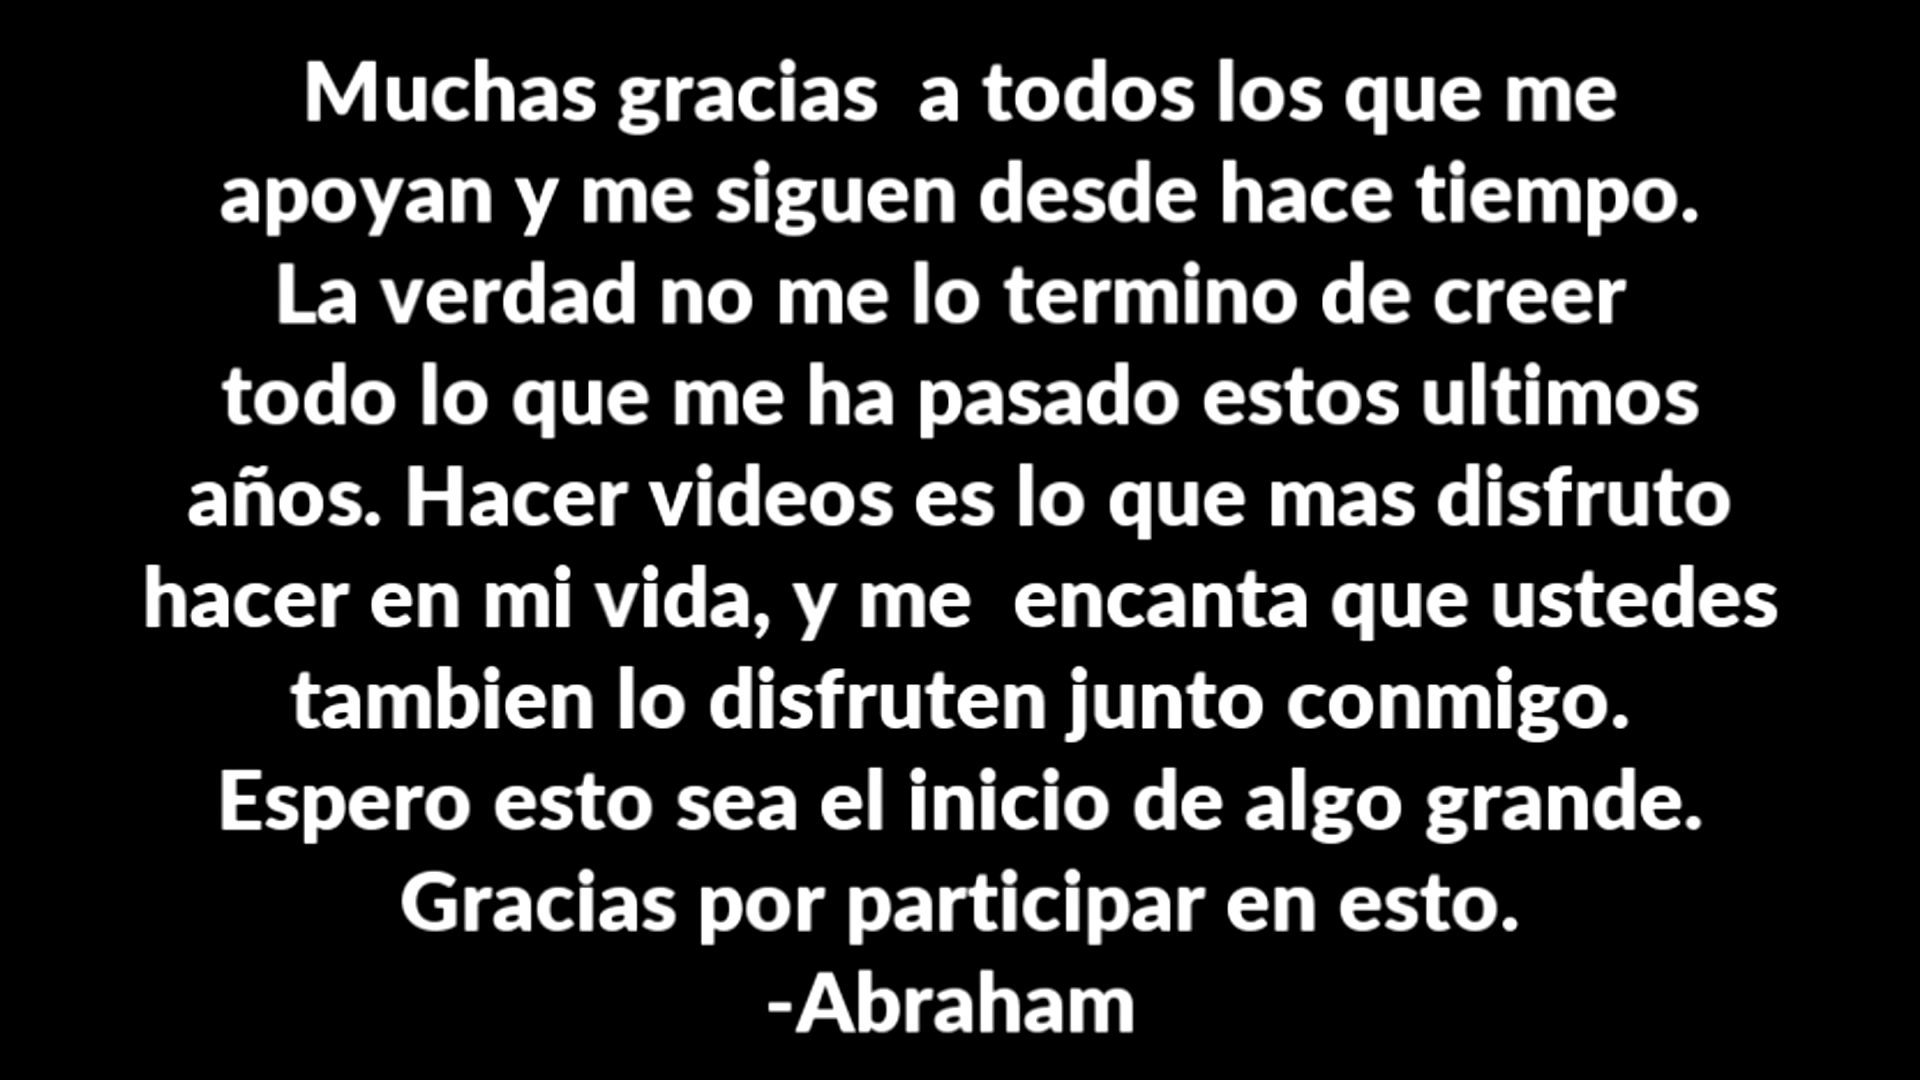 Muchas gracias  a todos los que me
apoyan y me siguen desde hace tiempo.
La verdad no me lo termino de creer
todo lo que me ha pasado estos ultimos
años. Hacer videos es lo que mas disfruto
hacer en mi vida, y me  encanta que ustedes
tambien lo disfruten junto conmigo.
Espero esto sea el inicio de algo grande.
Gracias por participar en esto.
-Abraham